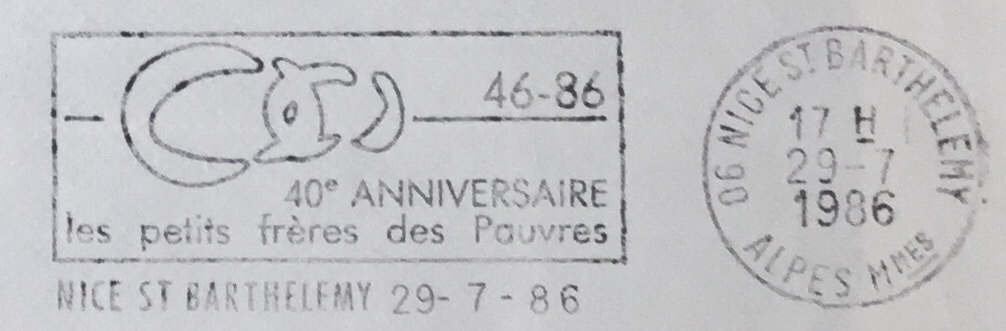 46-86
40e ANNIVERSAIRE
les petits frères des Pauvres
NICE ST BARTHELEMY 29-7-86
06 NICE ST BARTHELEMY
17 H
29-7
1986
ALPES MMES